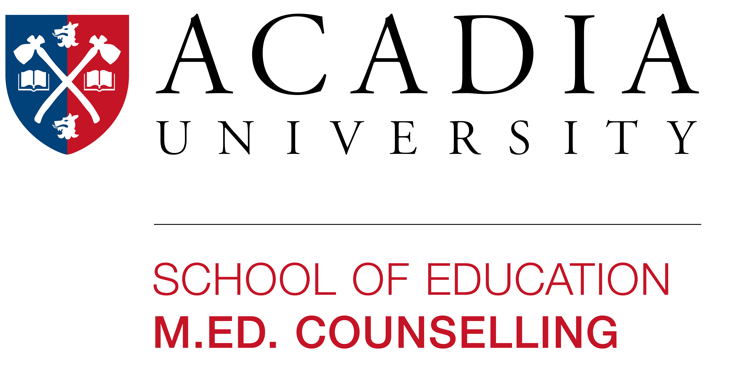 ACADIA
UNIVERSITY
SCHOOL OF EDUCATION
M.ED. COUNSELLING